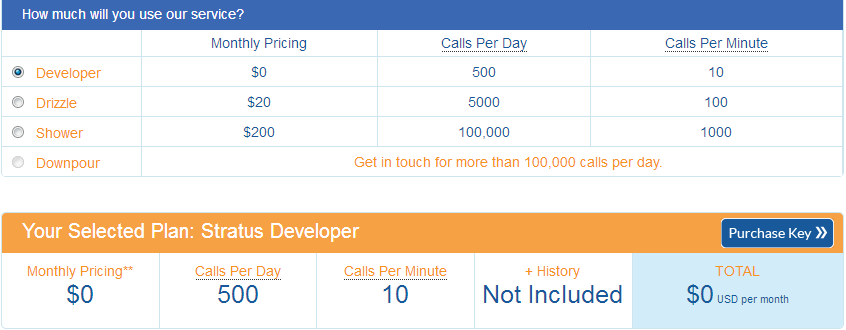 How much will you use our service?
Monthly Pricing Calls Per Day Calls Per Minute
Developer $0 500 10
Drizzle $20 5000 100
Shower $200 100,000 1000
Downpour Get in touch for more than 100,000 calls per day.
Your Selected Plan: Stratus Developer Purchase Key »
Monthly Pricing** Calls Per Day Calls Per Minute + History TOTAL
$0 500 10 Not Included $0 USD per month